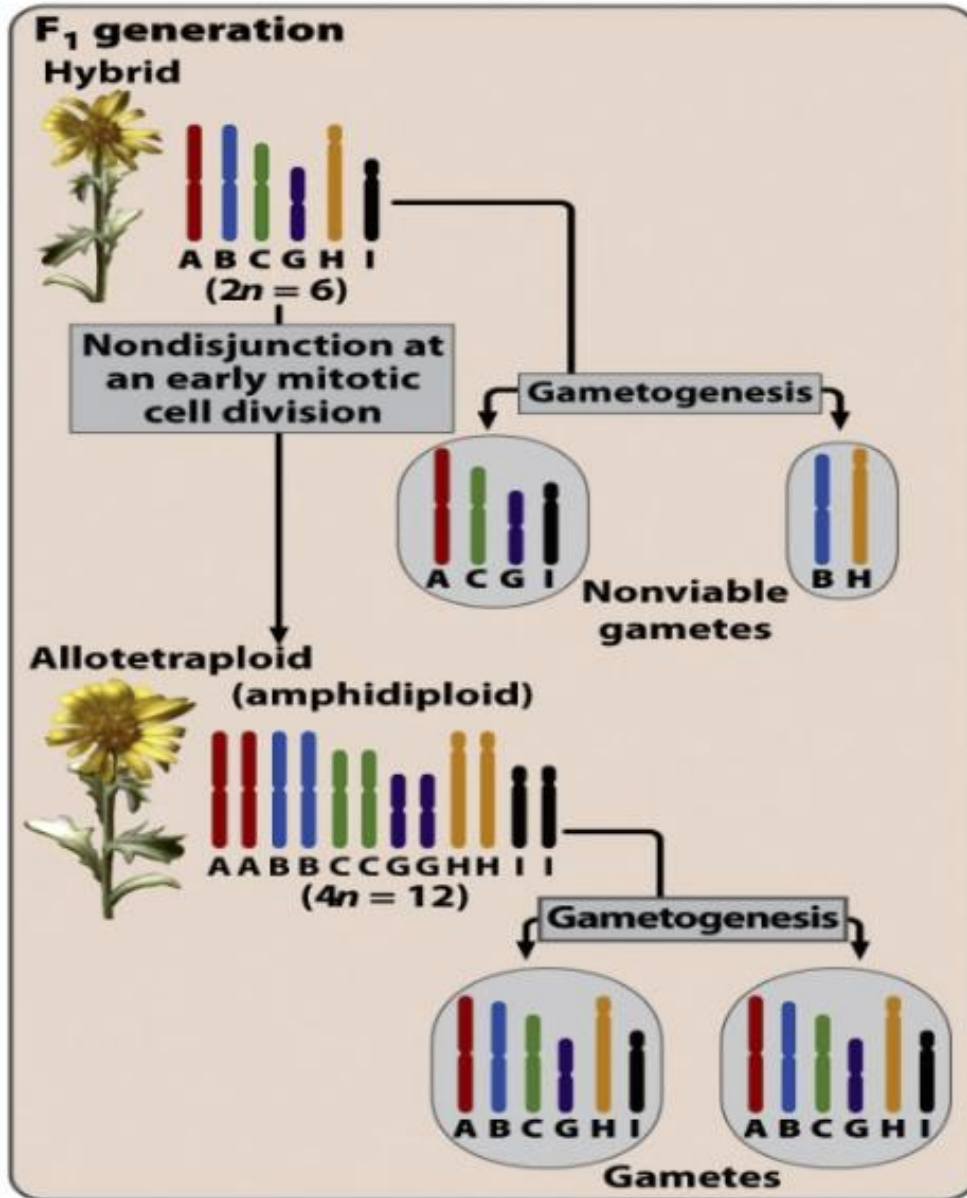 F₁ generation
Hybrid
A B C G H I
(2n = 6)
Nondisjunction at
an early mitotic
cell division
Gametogenesis
A C G I
B H
Nonviable
gametes
Allotetraploid
(amphidiploid)
A A B B C C G G H H I I
(4n = 12)
Gametogenesis
A B C G H I
A B C G H I
Gametes